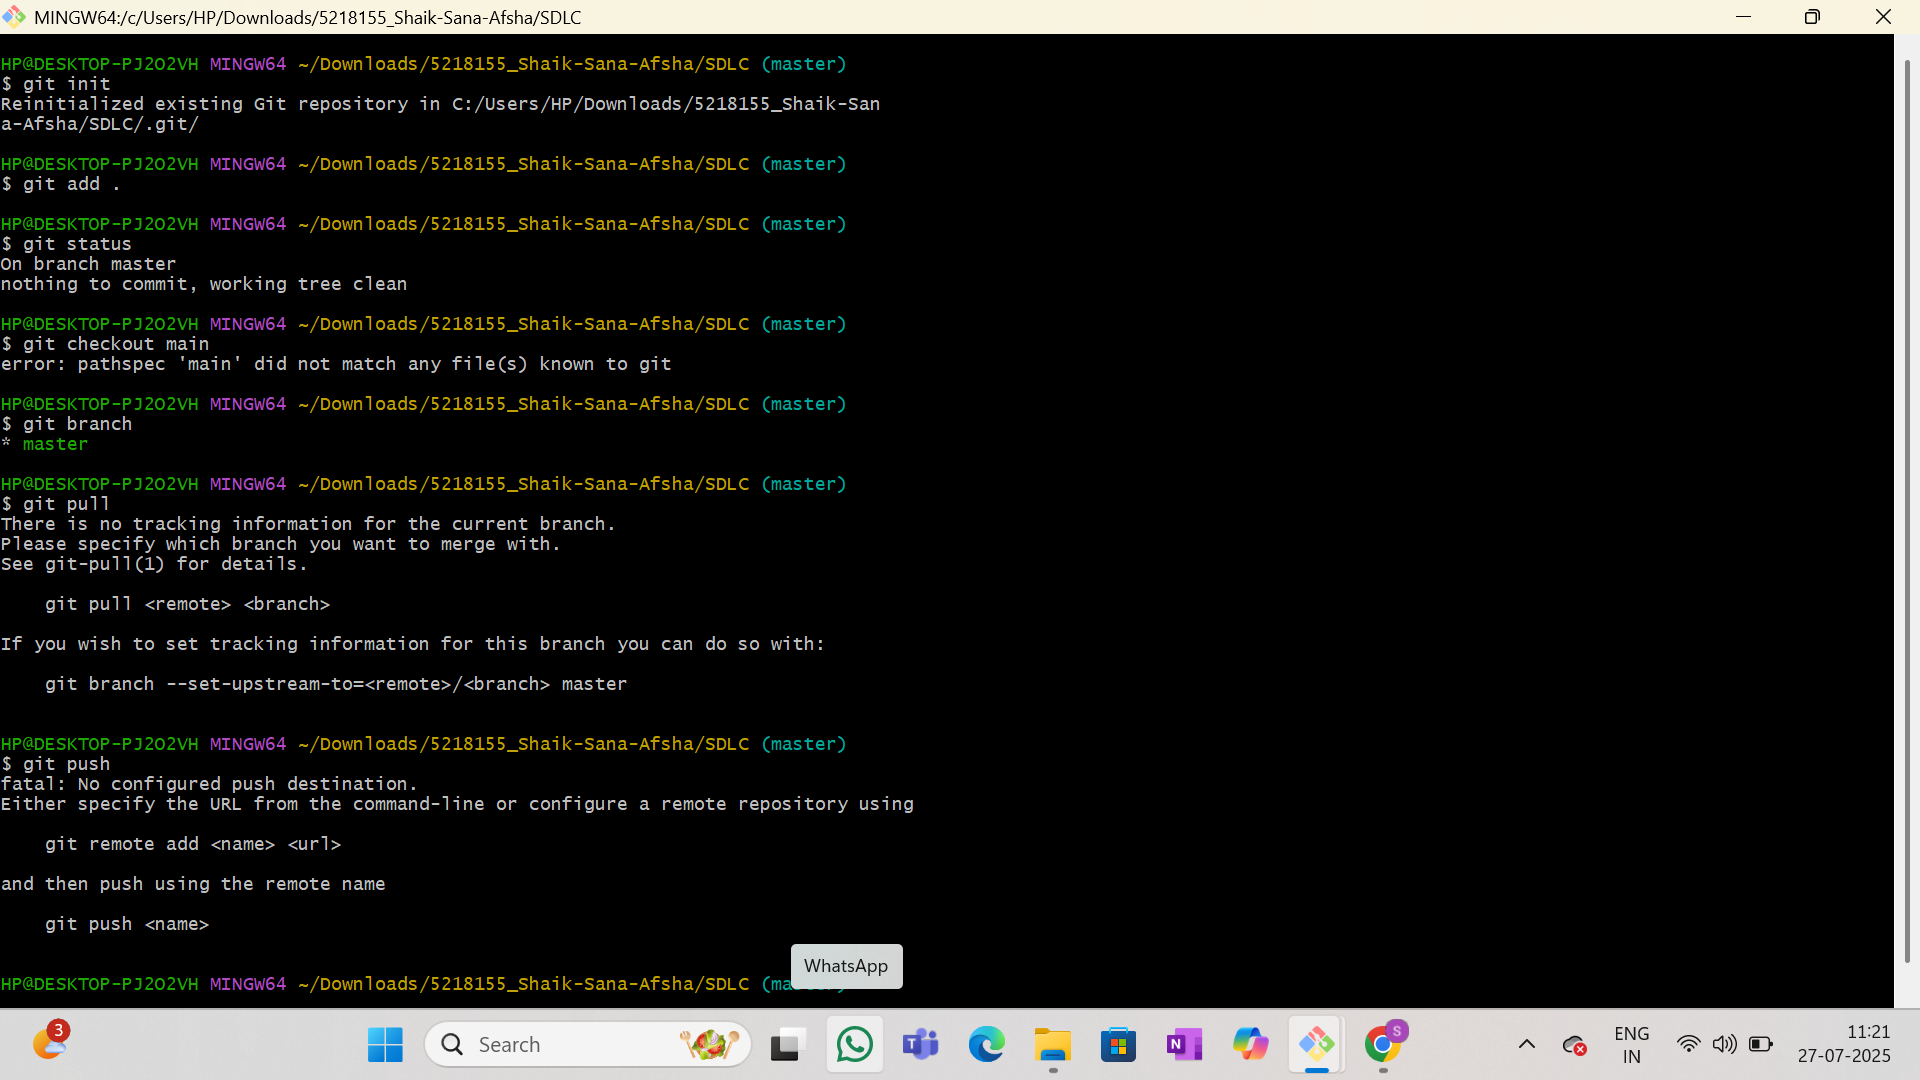 MINGW64:/c/Users/HP/Downloads/5218155_Shaik-Sana-Afsha/SDLC
HP@DESKTOP-PJ2O2VH MINGW64 ~/Downloads/5218155_Shaik-Sana-Afsha/SDLC (master)
$ git init
Reinitialized existing Git repository in C:/Users/HP/Downloads/5218155_Shaik-San
a-Afsha/SDLC/.git/
HP@DESKTOP-PJ2O2VH MINGW64 ~/Downloads/5218155_Shaik-Sana-Afsha/SDLC (master)
$ git add .
HP@DESKTOP-PJ2O2VH MINGW64 ~/Downloads/5218155_Shaik-Sana-Afsha/SDLC (master)
$ git status
On branch master
nothing to commit, working tree clean
HP@DESKTOP-PJ2O2VH MINGW64 ~/Downloads/5218155_Shaik-Sana-Afsha/SDLC (master)
$ git checkout main
error: pathspec 'main' did not match any file(s) known to git
HP@DESKTOP-PJ2O2VH MINGW64 ~/Downloads/5218155_Shaik-Sana-Afsha/SDLC (master)
$ git branch
* master
HP@DESKTOP-PJ2O2VH MINGW64 ~/Downloads/5218155_Shaik-Sana-Afsha/SDLC (master)
$ git pull
There is no tracking information for the current branch.
Please specify which branch you want to merge with.
See git-pull(1) for details.
git pull <remote> <branch>
If you wish to set tracking information for this branch you can do so with:
git branch --set-upstream-to=<remote>/<branch> master
HP@DESKTOP-PJ2O2VH MINGW64 ~/Downloads/5218155_Shaik-Sana-Afsha/SDLC (master)
$ git push
fatal: No configured push destination.
Either specify the URL from the command-line or configure a remote repository using
git remote add <name> <url>
and then push using the remote name
git push <name>
WhatsApp
HP@DESKTOP-PJ2O2VH MINGW64 ~/Downloads/5218155_Shaik-Sana-Afsha/SDLC
3
Search
T
N
S
ENG
IN
11:21
27-07-2025